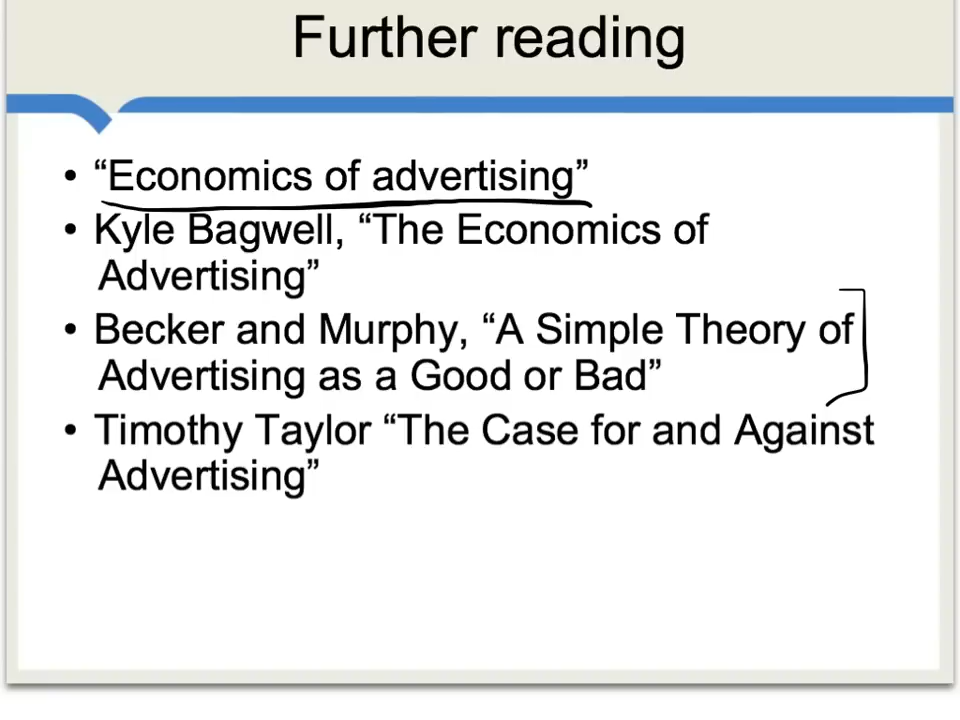 Further reading
• “Economics of advertising”
• Kyle Bagwell, “The Economics of
Advertising”
• Becker and Murphy, “A Simple Theory of
Advertising as a Good or Bad”
• Timothy Taylor “The Case for and Against
Advertising”